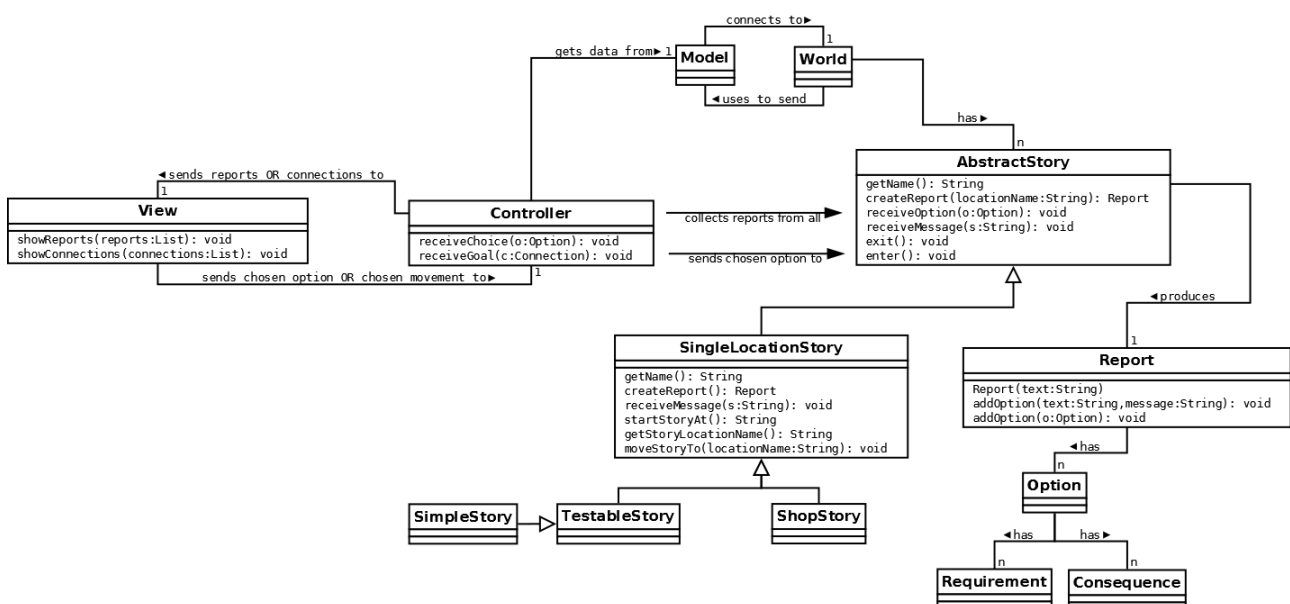 connects to►
1
gets data from►
1
Model
World
◄uses to send
has►
n
AbstractStory
getName(): String
createReport(locationName:String): Report
receiveOption(o:Option): void
receiveMessage(s:String): void
exit(): void
enter(): void
◄sends reports OR connections to
1
View
showReports(reports:List): void
showConnections(connections:List): void
Controller
receiveChoice(o:Option): void
receiveGoal(c:Connection): void
collects reports from all
sends chosen option to
sends chosen option OR chosen movement to►
1
◄produces
1
SingleLocationStory
getName(): String
createReport(): Report
receiveMessage(s:String): void
startStoryAt(): String
getStoryLocationName(): String
moveStoryTo(locationName:String): void
Report
Report(text:String)
addOption(text:String,message:String): void
addOption(o:Option): void
◄has
n
Option
SimpleStory
TestableStory
ShopStory
◄has
has►
n
n
Requirement
Consequence